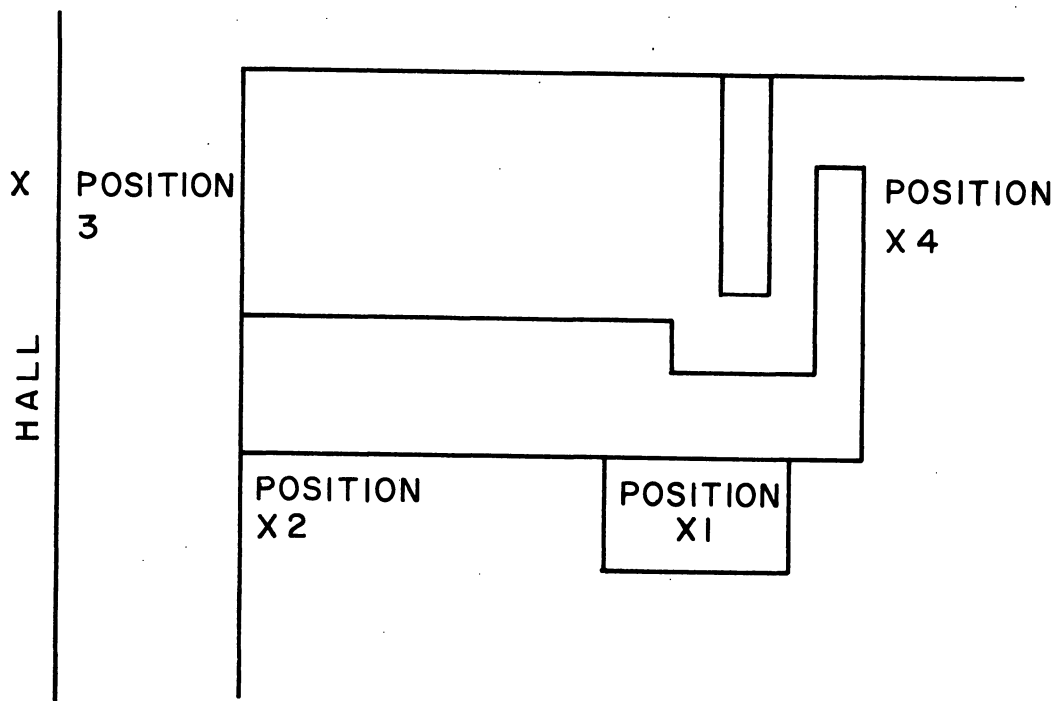 X POSITION
3
POSITION
X 4
HALL
POSITION
X 2
POSITION
X1